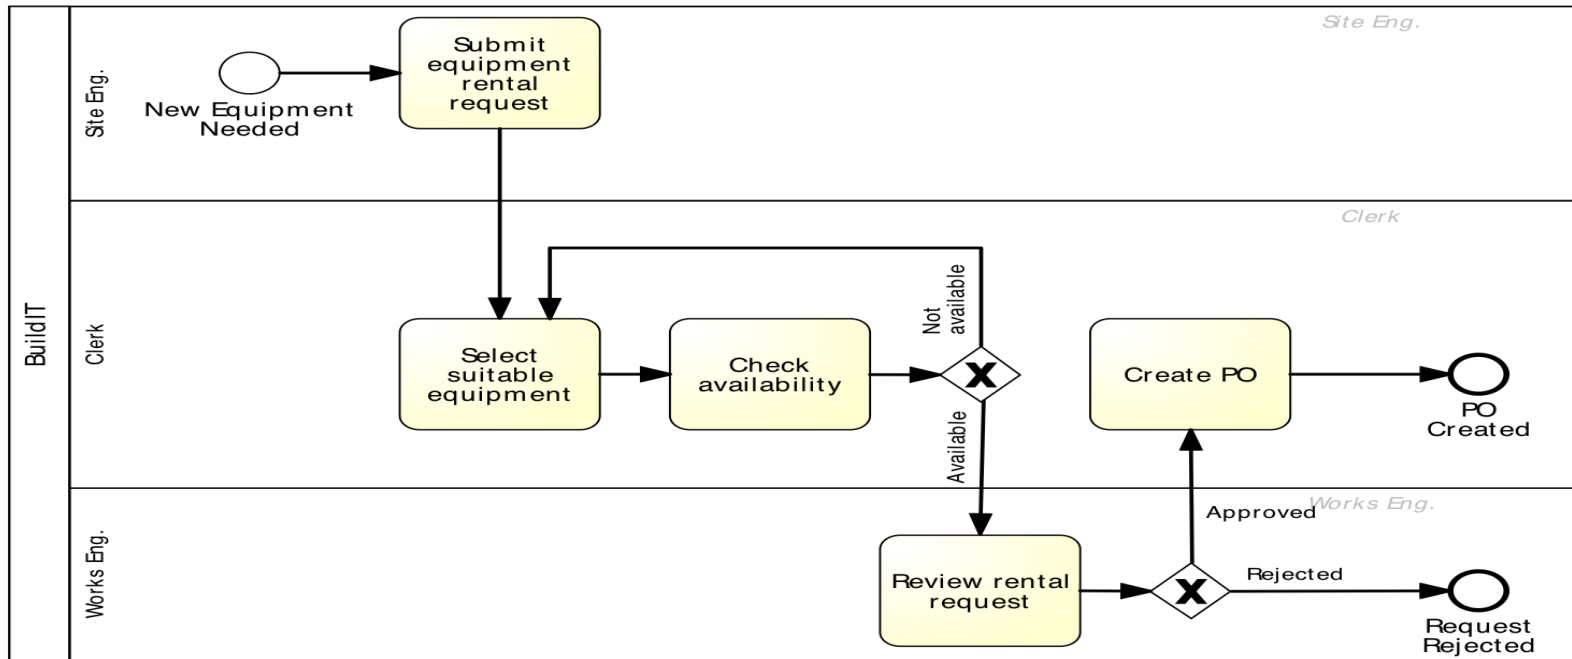 BuildIT
Site Eng.
Site Eng.
New Equipment
Needed
Submit
equipment
rental
request
Clerk
Clerk
Select
suitable
equipment
Check
availability
Not
available
Available
Create PO
PO
Created
Works Eng.
Works Eng.
Review rental
request
Approved
Rejected
Request
Rejected